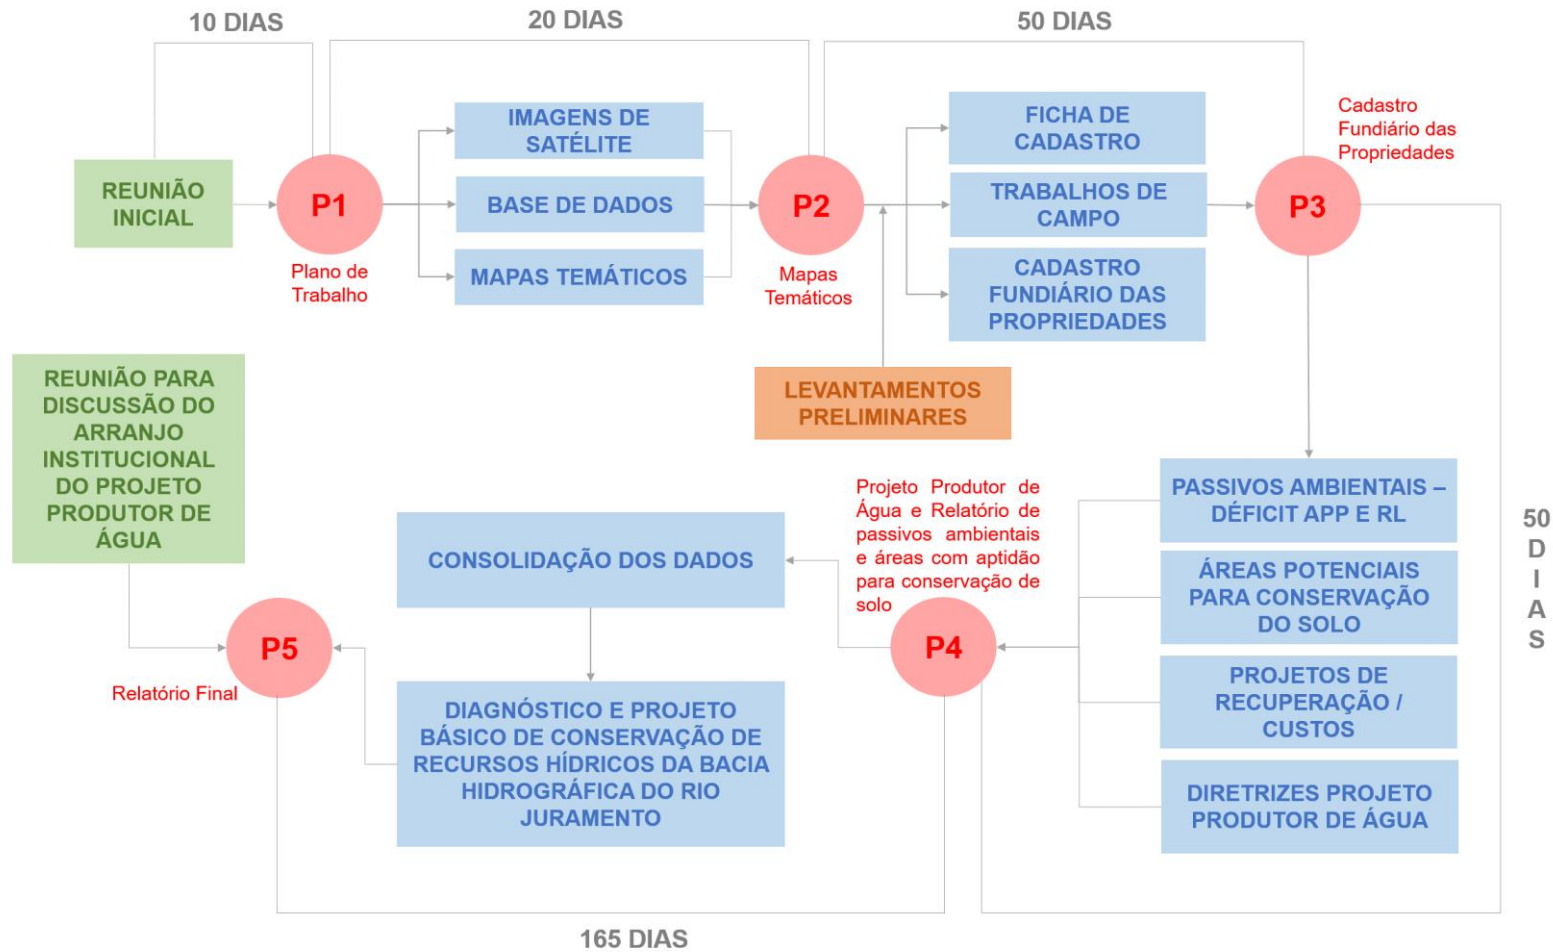 10 DIAS
20 DIAS
50 DIAS
REUNIÃO
INICIAL
P1
Plano de
Trabalho
IMAGENS DE
SATÉLITE
BASE DE DADOS
MAPAS TEMÁTICOS
P2
Mapas
Temáticos
LEVANTAMENTOS
PRELIMINARES
FICHA DE
CADASTRO
TRABALHOS DE
CAMPO
CADASTRO
FUNDIÁRIO DAS
PROPRIEDADES
P3
Cadastro
Fundiário das
Propriedades
50
D
I
A
S
PASSIVOS AMBIENTAIS –
DÉFICIT APP E RL
ÁREAS POTENCIAIS
PARA CONSERVAÇÃO
DO SOLO
PROJETOS DE
RECUPERAÇÃO /
CUSTOS
DIRETRIZES PROJETO
PRODUTOR DE ÁGUA
Projeto Produtor de
Água e Relatório de
passivos ambientais
e áreas com aptidão
para conservação de
solo
P4
CONSOLIDAÇÃO DOS DADOS
DIAGNÓSTICO E PROJETO
BÁSICO DE CONSERVAÇÃO DE
RECURSOS HÍDRICOS DA BACIA
HIDROGRÁFICA DO RIO
JURAMENTO
REUNIÃO PARA
DISCUSSÃO DO
ARRANJO
INSTITUCIONAL
DO PROJETO
PRODUTOR DE
ÁGUA
P5
Relatório Final
165 DIAS